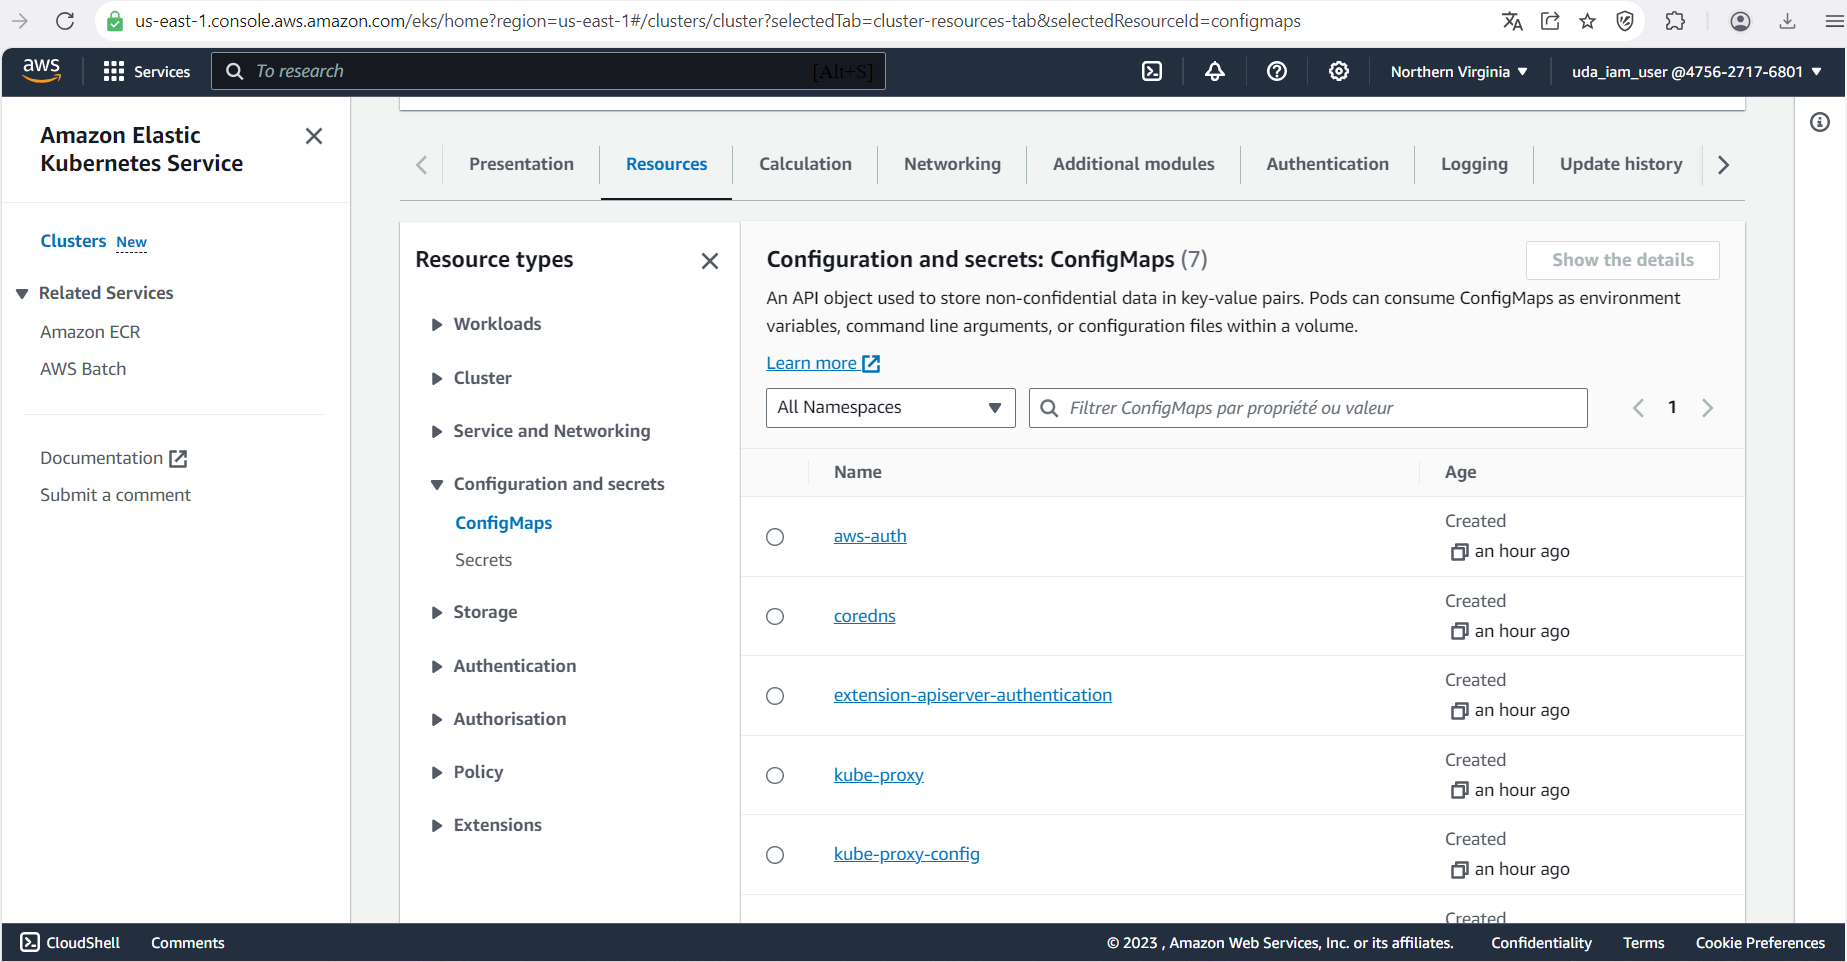 us-east-1.console.aws.amazon.com/eks/home?region=us-east-1#/clusters/cluster?selectedTab=cluster-resources-tab&selectedResourceId=configmaps
aws
Services
To research
[Alt+S]
Northern Virginia
uda_iam_user @4756-2717-6801
Amazon Elastic
Kubernetes Service
Clusters New
Related Services
Amazon ECR
AWS Batch
Documentation
Submit a comment
Presentation
Resources
Calculation
Networking
Additional modules
Authentication
Logging
Update history
Resource types
Workloads
Cluster
Service and Networking
Configuration and secrets
ConfigMaps
Secrets
Storage
Authentication
Authorisation
Policy
Extensions
Configuration and secrets: ConfigMaps (7)
Show the details
An API object used to store non-confidential data in key-value pairs. Pods can consume ConfigMaps as environment
variables, command line arguments, or configuration files within a volume.
Learn more
All Namespaces
Filtrer ConfigMaps par propriété ou valeur
1
Name
Age
aws-auth
Created
an hour ago
coredns
Created
an hour ago
extension-apiserver-authentication
Created
an hour ago
kube-proxy
Created
an hour ago
kube-proxy-config
Created
an hour ago
Created
CloudShell
Comments
© 2023 , Amazon Web Services, Inc. or its affiliates.
Confidentiality
Terms
Cookie Preferences